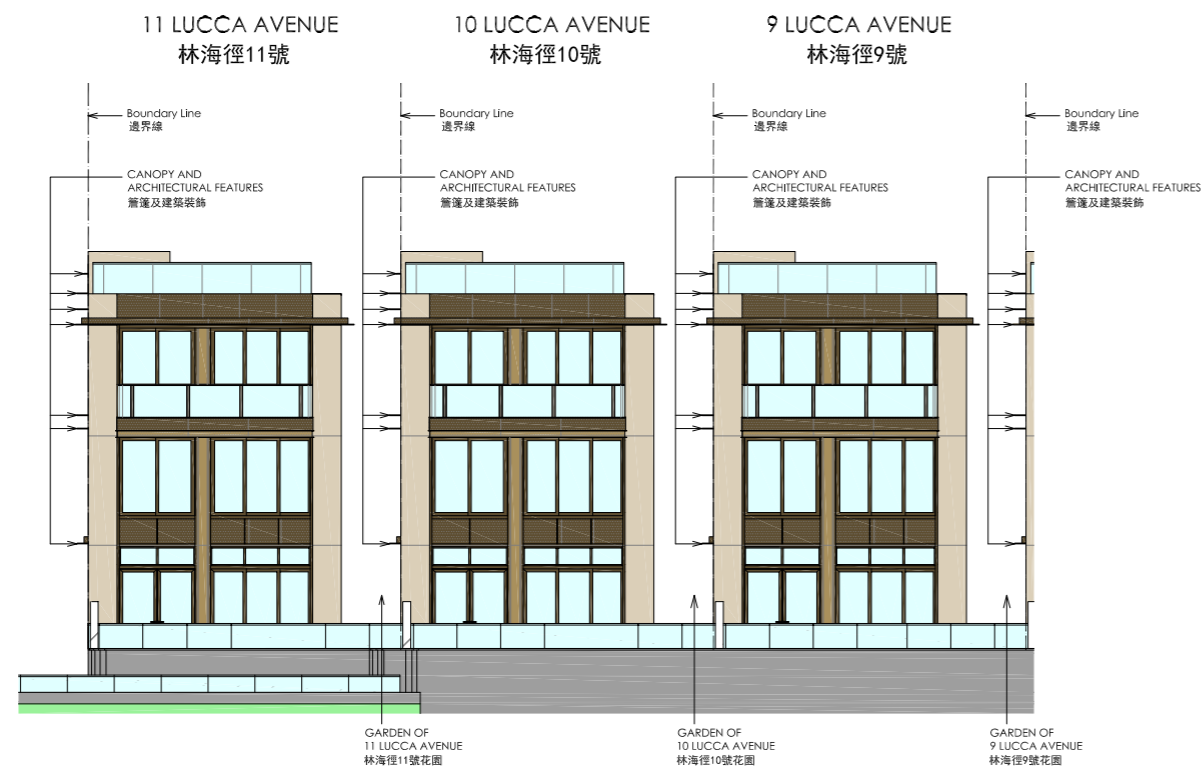 11 LUCCA AVENUE
林海徑11號
10 LUCCA AVENUE
林海徑10號
9 LUCCA AVENUE
林海徑9號
Boundary Line
邊界線
Boundary Line
邊界線
Boundary Line
邊界線
Boundary Line
邊界線
CANOPY AND
ARCHITECTURAL FEATURES
簷篷及建築裝飾
CANOPY AND
ARCHITECTURAL FEATURES
簷篷及建築裝飾
CANOPY AND
ARCHITECTURAL FEATURES
簷篷及建築裝飾
CANOPY AND
ARCHITECTURAL FEATURES
簷篷及建築裝飾
GARDEN OF
11 LUCCA AVENUE
林海徑11號花園
GARDEN OF
10 LUCCA AVENUE
林海徑10號花園
GARDEN OF
9 LUCCA AVENUE
林海徑9號花園